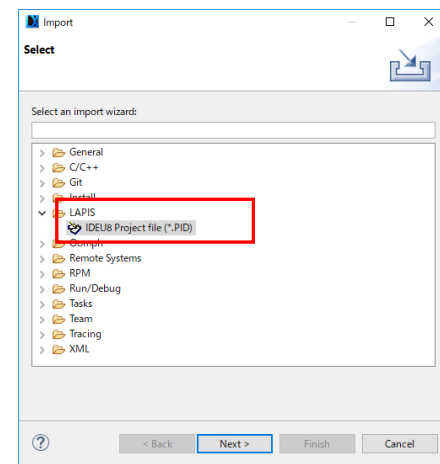 Import
Select
Select an import wizard:
General
C/C++
Git
Install
LAPIS
IDEU8 Project file (*.PID)
Oomph
Remote Systems
RPM
Run/Debug
Tasks
Team
Tracing
XML
< Back Next > Finish Cancel